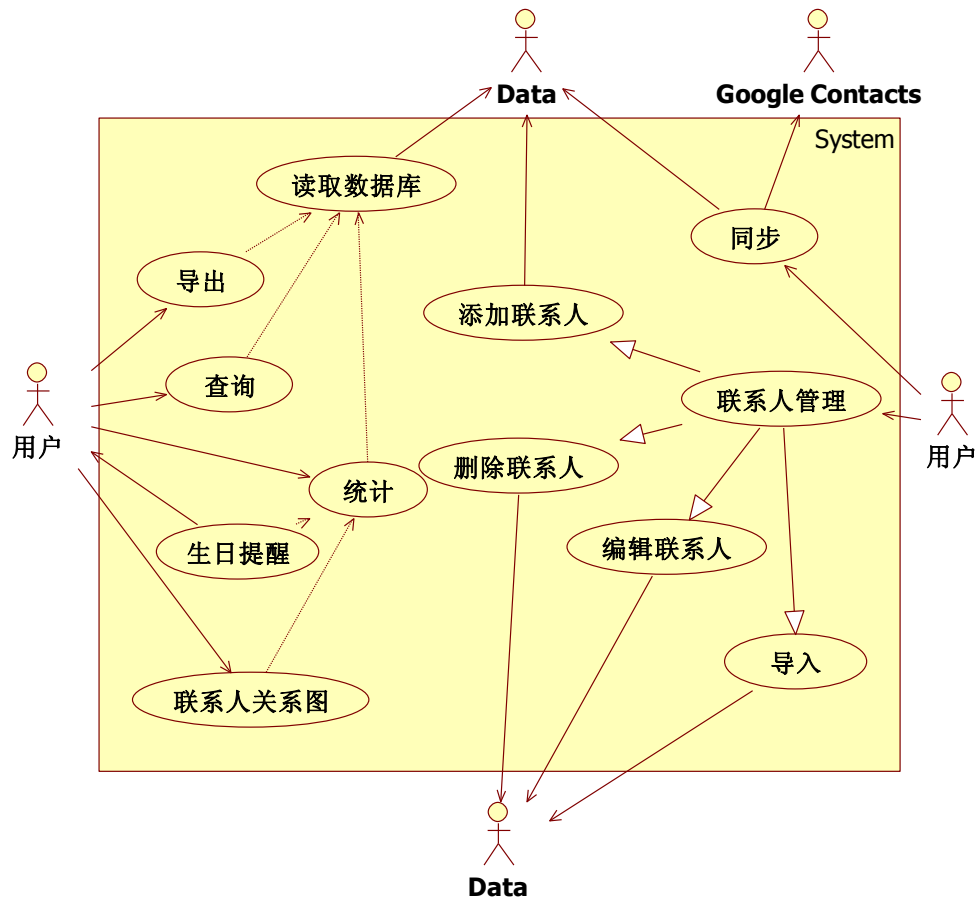 Data
Google Contacts
System
读取数据库
同步
导出
添加联系人
查询
联系人管理
用户
用户
删除联系人
统计
生日提醒
编辑联系人
导入
联系人关系图
Data